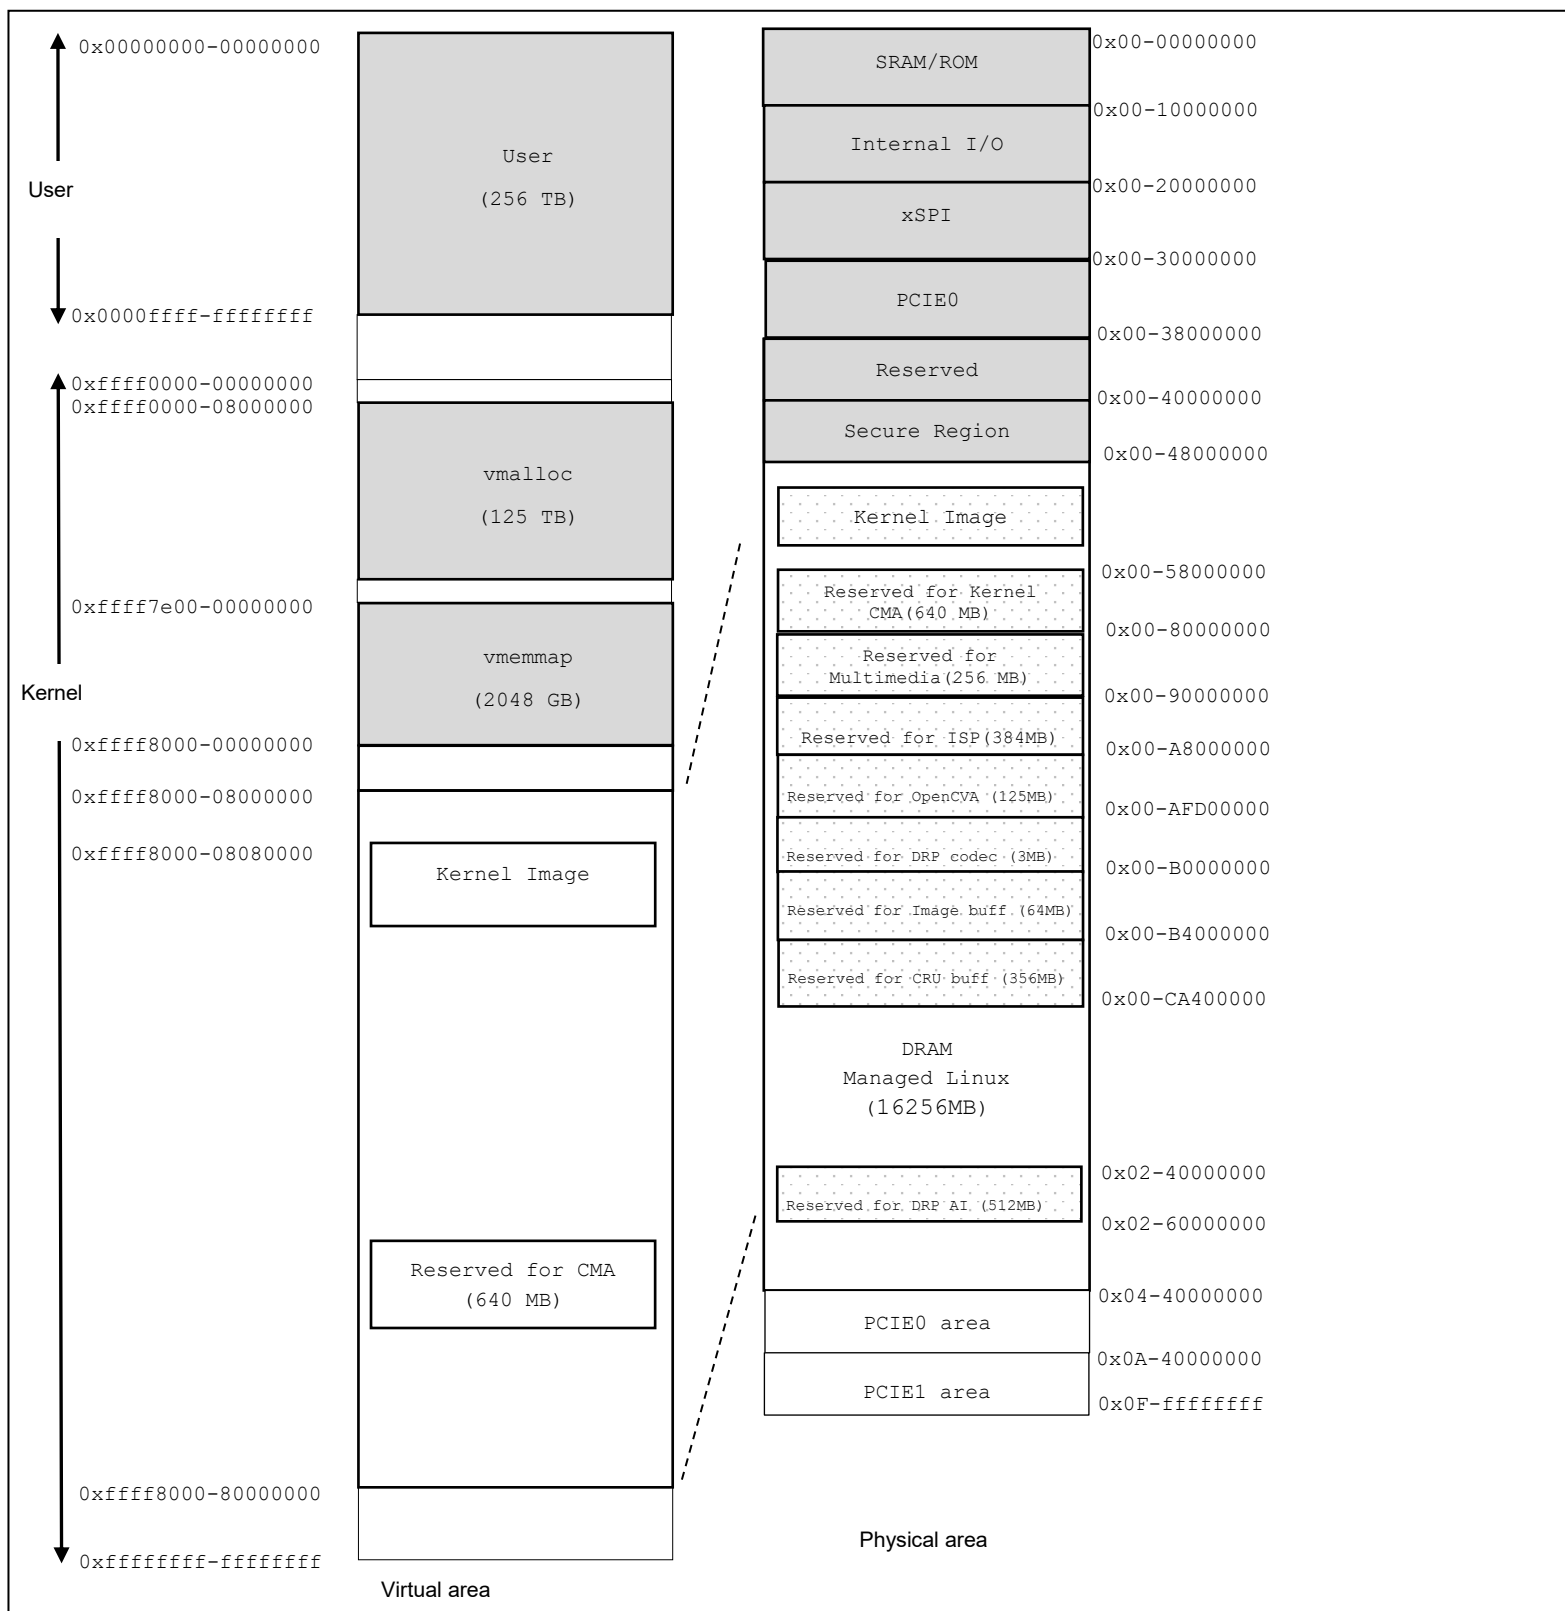 0x00000000-00000000
User
0x0000ffff-ffffffff
0xffff0000-00000000
0xffff0000-08000000
0xffff7e00-00000000
Kernel
0xffff8000-00000000
0xffff8000-08000000
0xffff8000-08080000
0xffff8000-80000000
0xffffffff-ffffffff
User
(256 TB)
vmalloc
(125 TB)
vmemmap
(2048 GB)
Kernel Image
Reserved for CMA
(640 MB)
Virtual area
SRAM/ROM
Internal I/O
xSPI
PCIE0
Reserved
Secure Region
Kernel Image
Reserved for Kernel
CMA(640 MB)
Reserved for
Multimedia(256 MB)
Reserved for ISP(384MB)
Reserved for OpenCVA (125MB)
Reserved for DRP codec (3MB)
Reserved for Image buff (64MB)
Reserved for CRU buff (356MB)
DRAM
Managed Linux
(16256MB)
Reserved for DRP AI (512MB)
PCIE0 area
PCIE1 area
Physical area
0x00-00000000
0x00-10000000
0x00-20000000
0x00-30000000
0x00-38000000
0x00-40000000
0x00-48000000
0x00-58000000
0x00-80000000
0x00-90000000
0x00-A8000000
0x00-AFD00000
0x00-B0000000
0x00-B4000000
0x00-CA400000
0x02-40000000
0x02-60000000
0x04-40000000
0x0A-40000000
0x0F-ffffffff